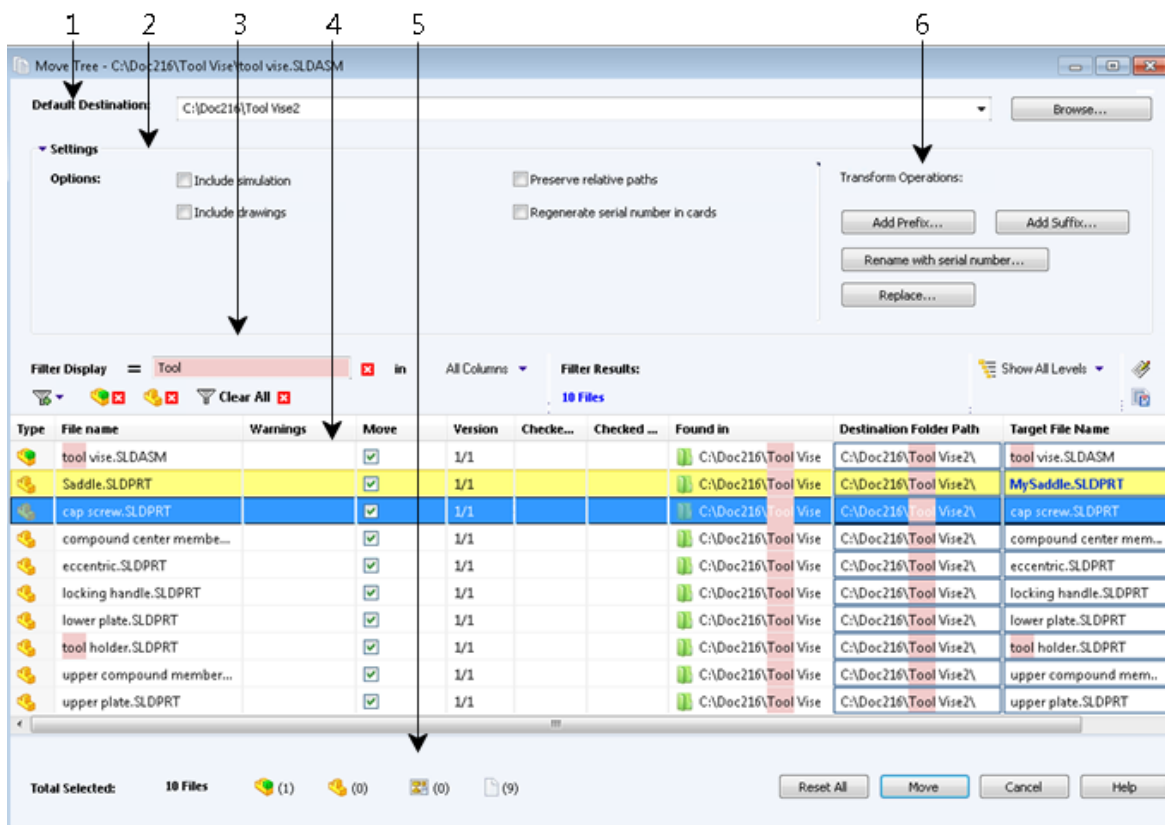 1 2 3 4 5 6
Move Tree - C:\Doc216\Tool Vise\tool vise.SLDASM
Default Destination: C:\Doc216\Tool Vise2 Browse...
Settings
Options: Include simulation Preserve relative paths Transform Operations:
Include drawings Regenerate serial number in cards
Add Prefix... Add Suffix...
Rename with serial number...
Replace...
Filter Display = Tool in All Columns Filter Results: Show All Levels
Clear All 10 Files
Type File name Warnings Move Version Checke... Checked ... Found in Destination Folder Path Target File Name
tool vise.SLDASM 1/1 C:\Doc216\Tool Vise C:\Doc216\Tool Vise2\ tool vise.SLDASM
Saddle.SLDPRT 1/1 C:\Doc216\Tool Vise C:\Doc216\Tool Vise2\ MySaddle.SLDPRT
cap screw.SLDPRT 1/1 C:\Doc216\Tool Vise C:\Doc216\Tool Vise2\ cap screw.SLDPRT
compound center membe... 1/1 C:\Doc216\Tool Vise C:\Doc216\Tool Vise2\ compound center mem...
eccentric.SLDPRT 1/1 C:\Doc216\Tool Vise C:\Doc216\Tool Vise2\ eccentric.SLDPRT
locking handle.SLDPRT 1/1 C:\Doc216\Tool Vise C:\Doc216\Tool Vise2\ locking handle.SLDPRT
lower plate.SLDPRT 1/1 C:\Doc216\Tool Vise C:\Doc216\Tool Vise2\ lower plate.SLDPRT
tool holder.SLDPRT 1/1 C:\Doc216\Tool Vise C:\Doc216\Tool Vise2\ tool holder.SLDPRT
upper compound member... 1/1 C:\Doc216\Tool Vise C:\Doc216\Tool Vise2\ upper compound mem..
upper plate.SLDPRT 1/1 C:\Doc216\Tool Vise C:\Doc216\Tool Vise2\ upper plate.SLDPRT
Total Selected: 10 Files (1) (0) (0) (9) Reset All Move Cancel Help